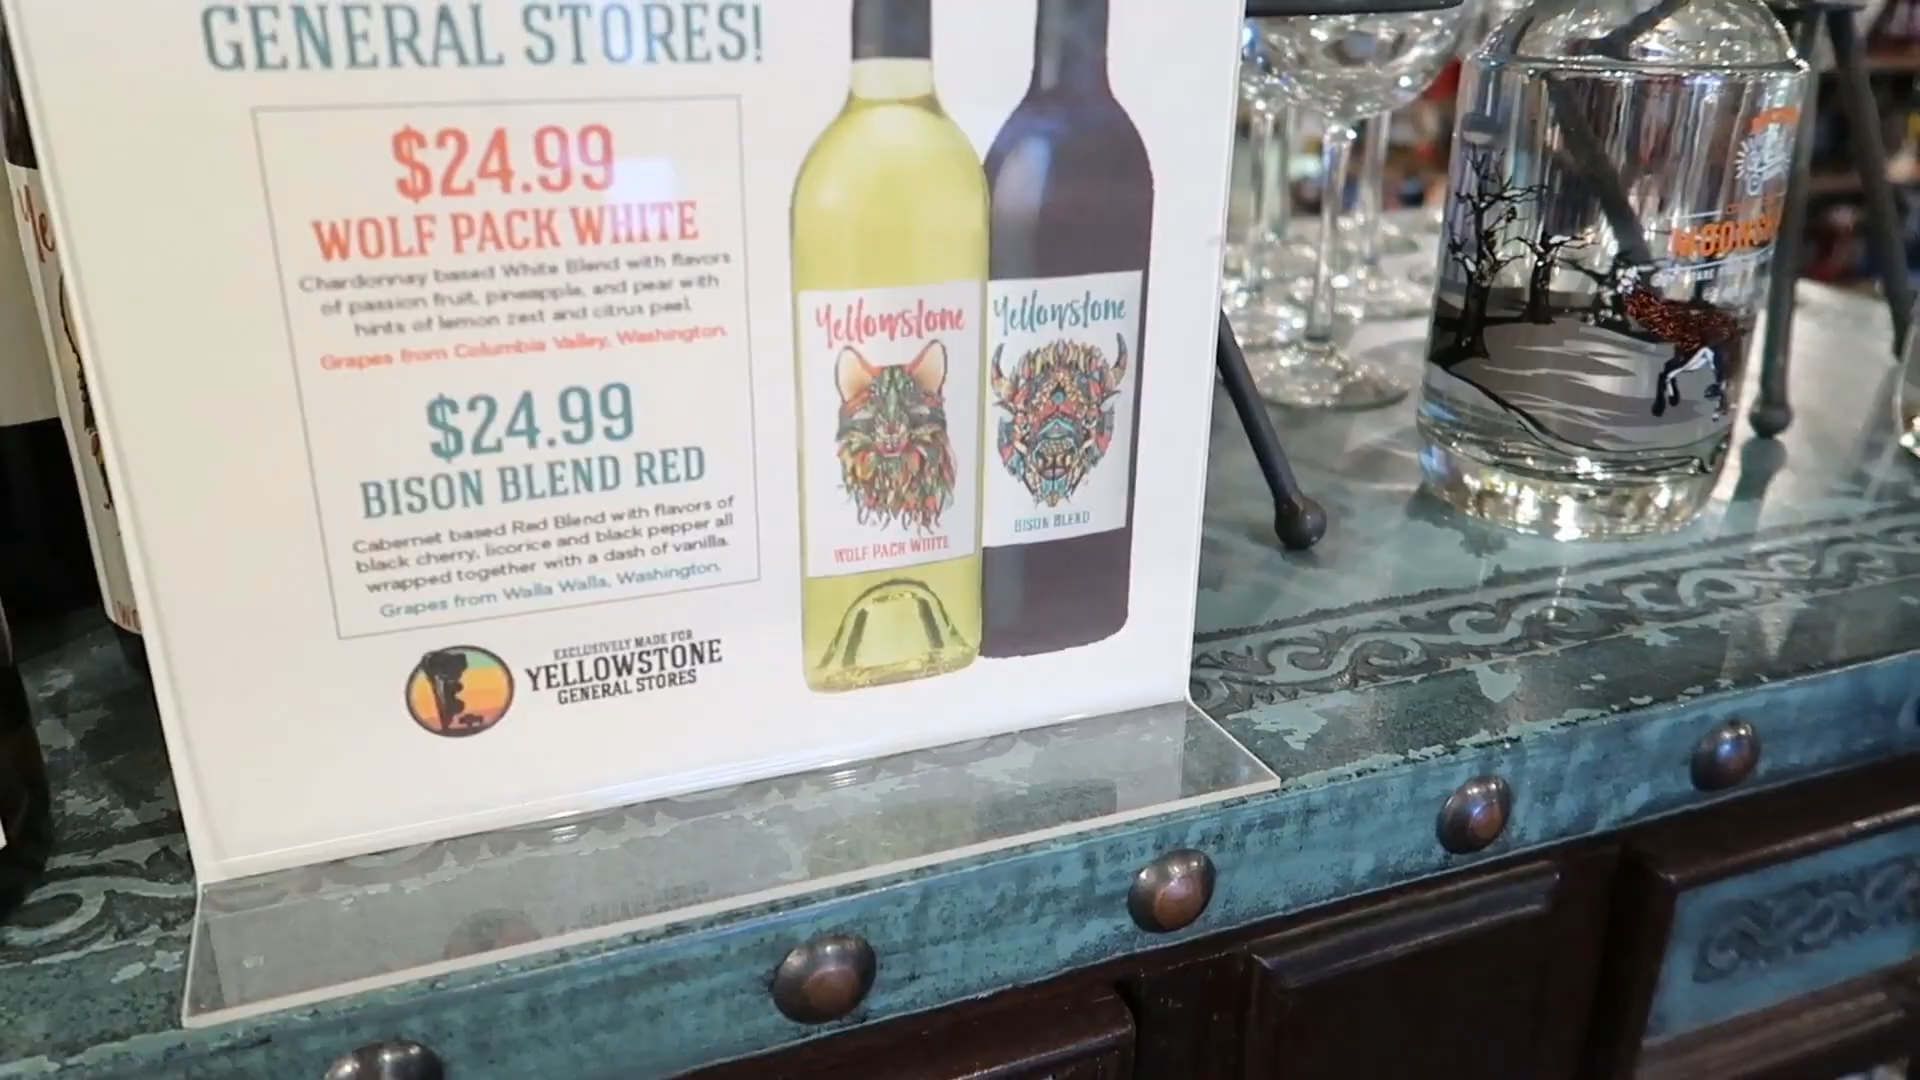 GENERAL STORES!
$24.99
WOLF PACK WHITE
Chardonnay based White Blend with flavors
of passion fruit, pineapple, and pear with
hints of lemon zest and citrus peel.
Grapes from Columbia Valley, Washington.
$24.99
BISON BLEND RED
Cabernet based Red Blend with flavors of
black cherry, licorice and black pepper all
wrapped together with a dash of vanilla.
Grapes from Walla Walla, Washington.
EXCLUSIVELY MADE FOR
YELLOWSTONE
GENERAL STORES
Yellowstone
WOLF PACK WHITE
Yellowstone
BISON BLEND
Ye